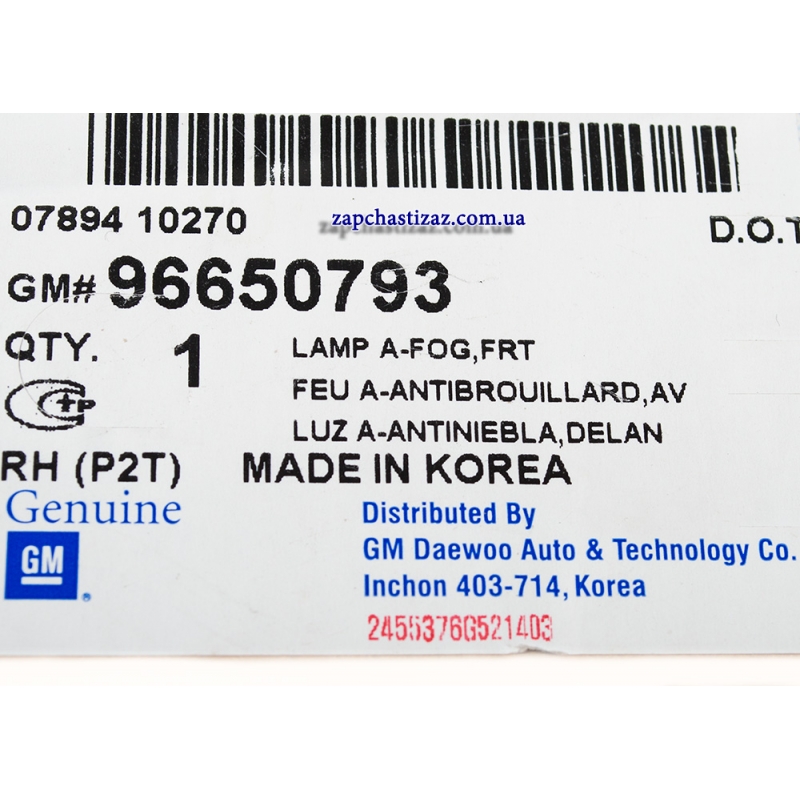 07894 10270
zapchastizaz.com.ua
D.O.T
GM# 96650793
QTY. 1
LAMP A-FOG,FRT
FEU A-ANTIBROUILLARD,AV
LUZ A-ANTINIEBLA,DELAN
RH (P2T) MADE IN KOREA
Genuine
GM
Distributed By
GM Daewoo Auto & Technology Co.
Inchon 403-714, Korea
2455376G521403